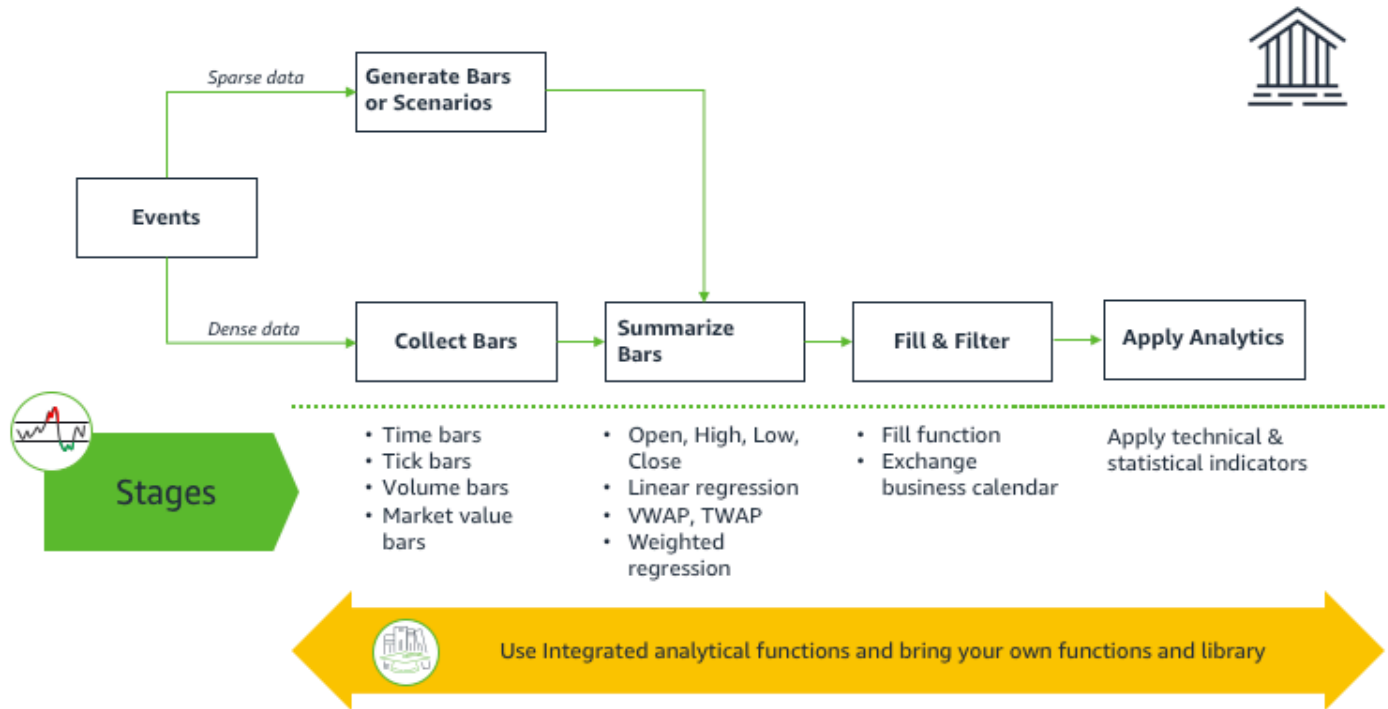 Sparse data
Generate Bars
or Scenarios
Events
Dense data
Collect Bars
Summarize
Bars
Fill & Filter
Apply Analytics
Stages
• Time bars
• Tick bars
• Volume bars
• Market value
bars
• Open, High, Low,
Close
• Linear regression
• VWAP, TWAP
• Weighted
regression
• Fill function
• Exchange
business calendar
Apply technical &
statistical indicators
Use Integrated analytical functions and bring your own functions and library